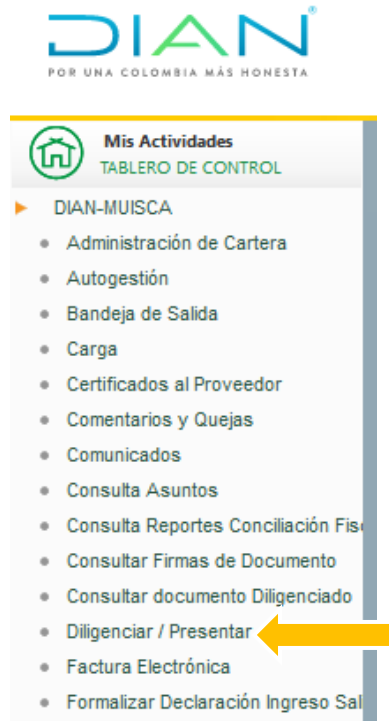 DIAN®
POR UNA COLOMBIA MÁS HONESTA
Mis Actividades
TABLERO DE CONTROL
DIAN-MUISCA
Administración de Cartera
Autogestión
Bandeja de Salida
Carga
Certificados al Proveedor
Comentarios y Quejas
Comunicados
Consulta Asuntos
Consulta Reportes Conciliación Fis
Consultar Firmas de Documento
Consultar documento Diligenciado
Diligenciar / Presentar
Factura Electrónica
Formalizar Declaración Ingreso Sal